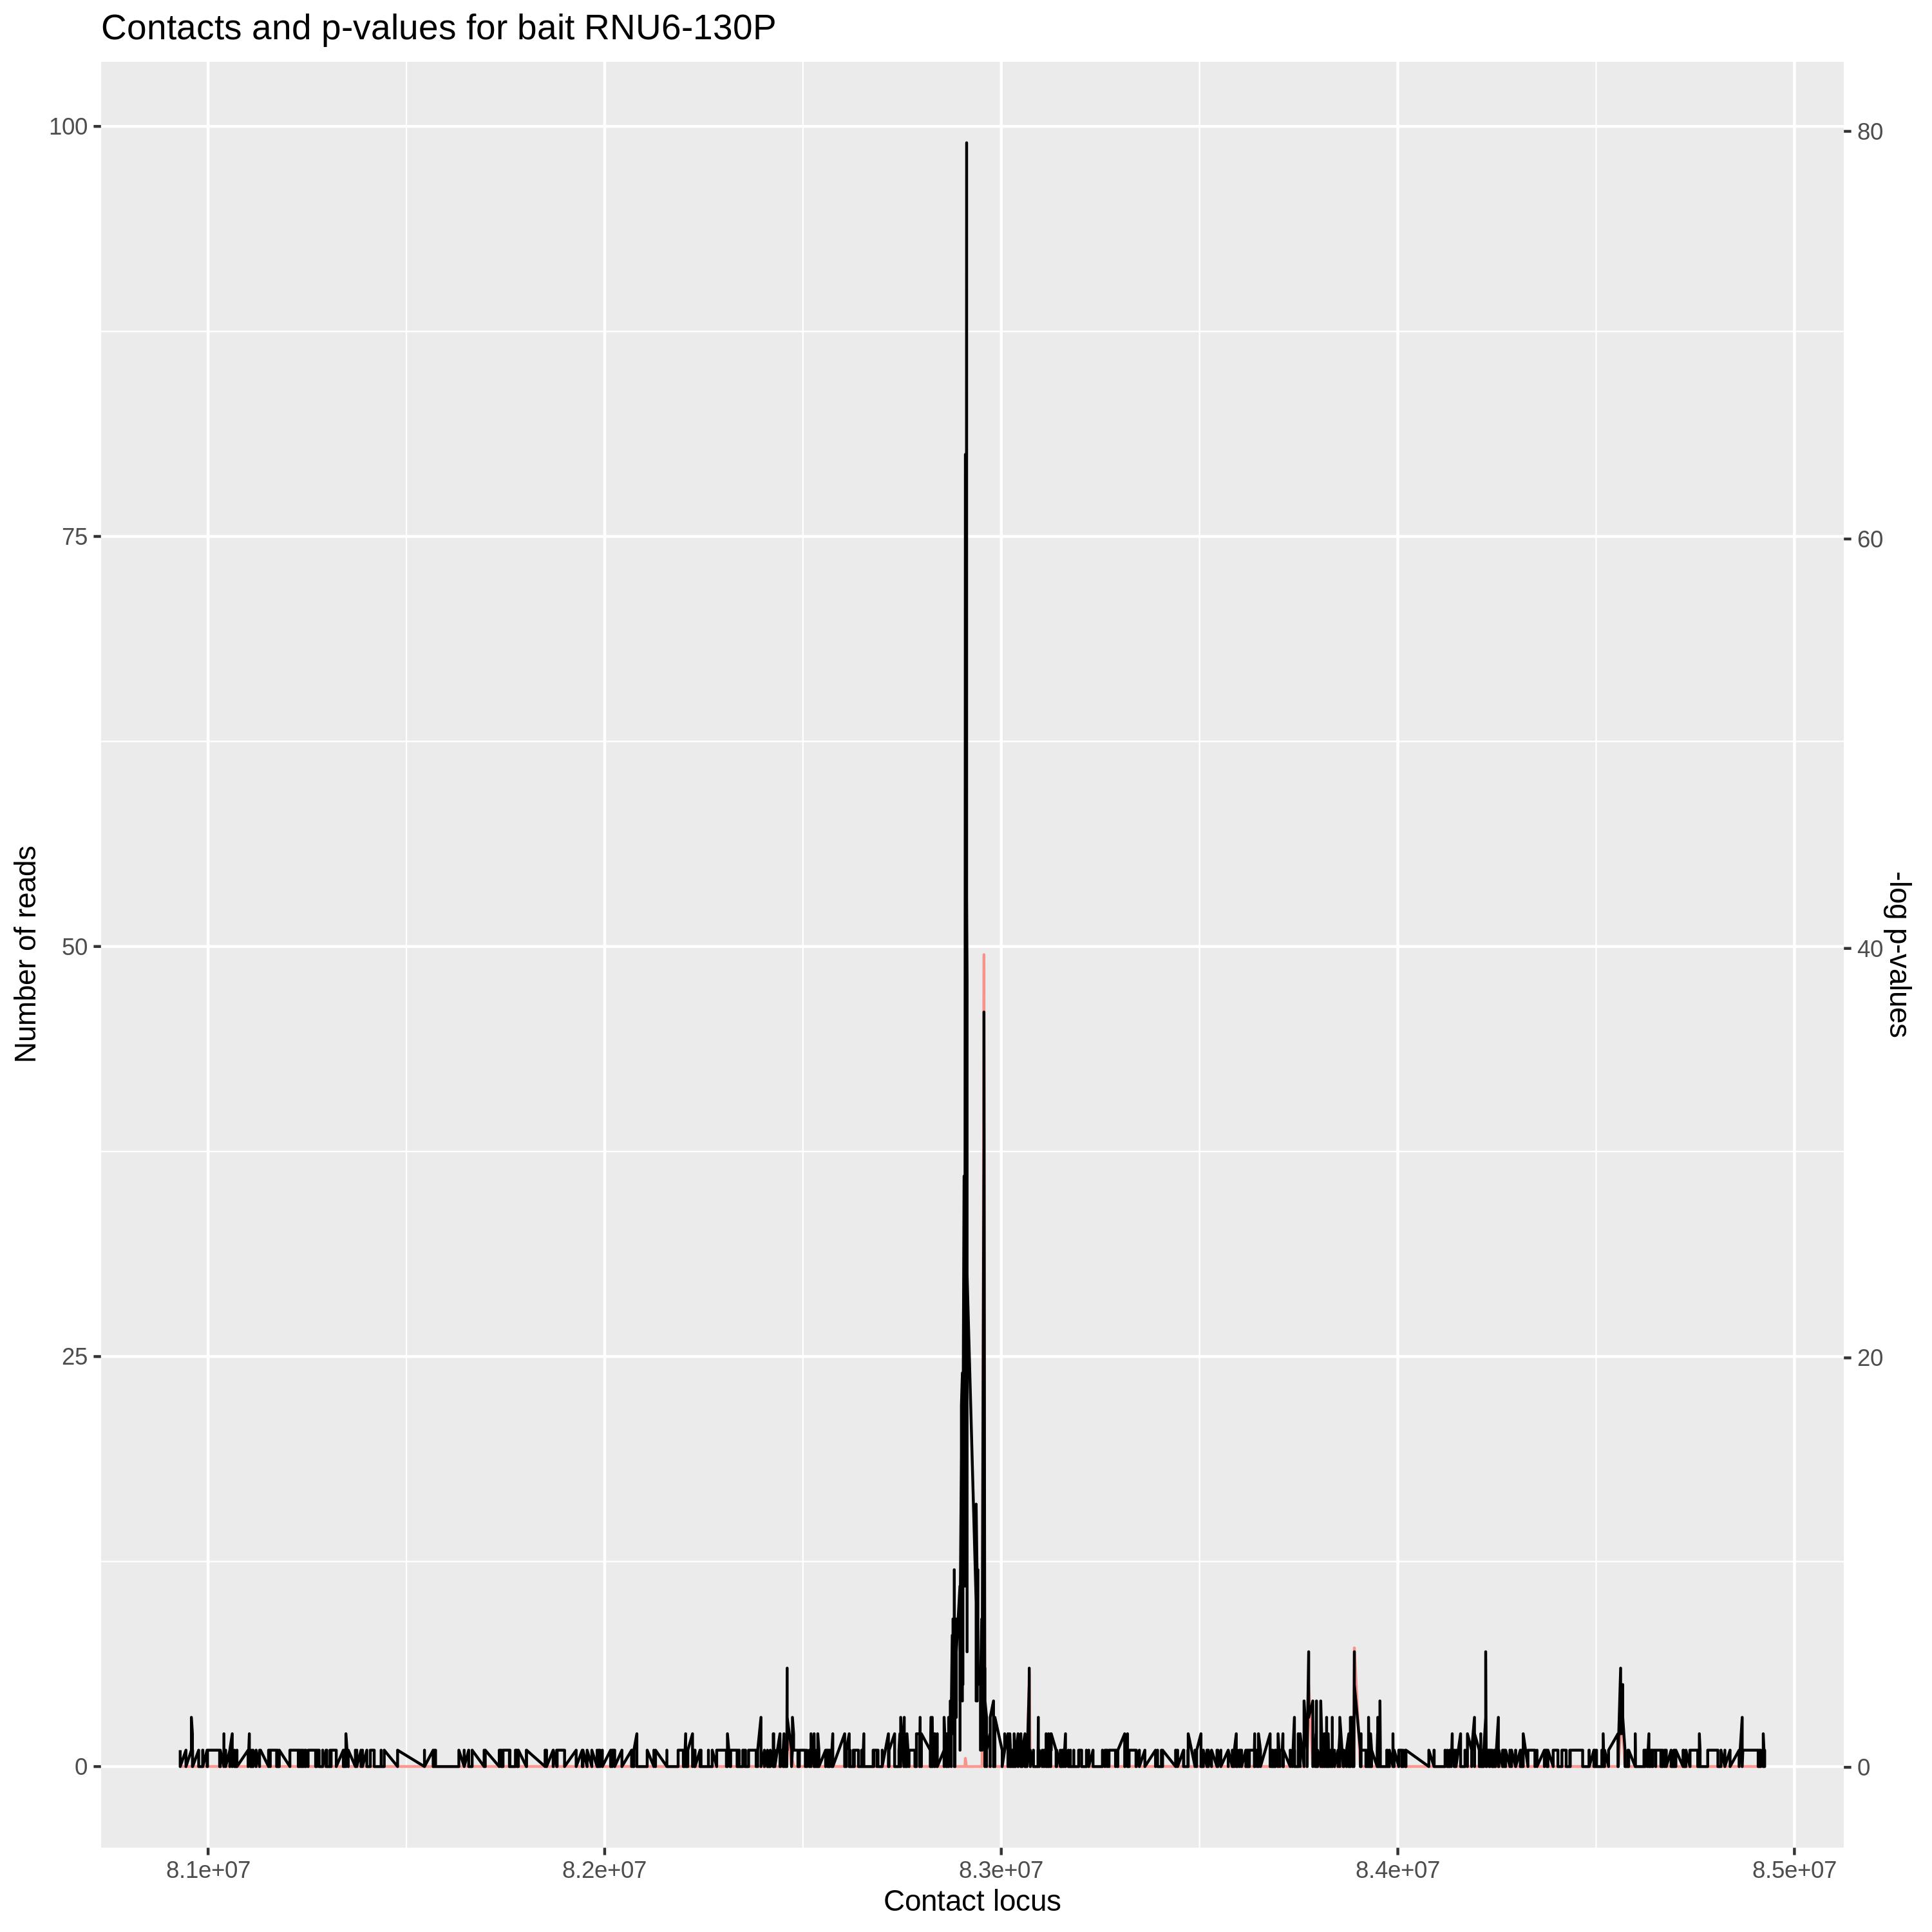 Contacts and p-values for bait RNU6-130P
100
75
50
25
0
Number of reads
80
60
40
20
0
-log p-values
8.1e+07
8.2e+07
8.3e+07
8.4e+07
8.5e+07
Contact locus